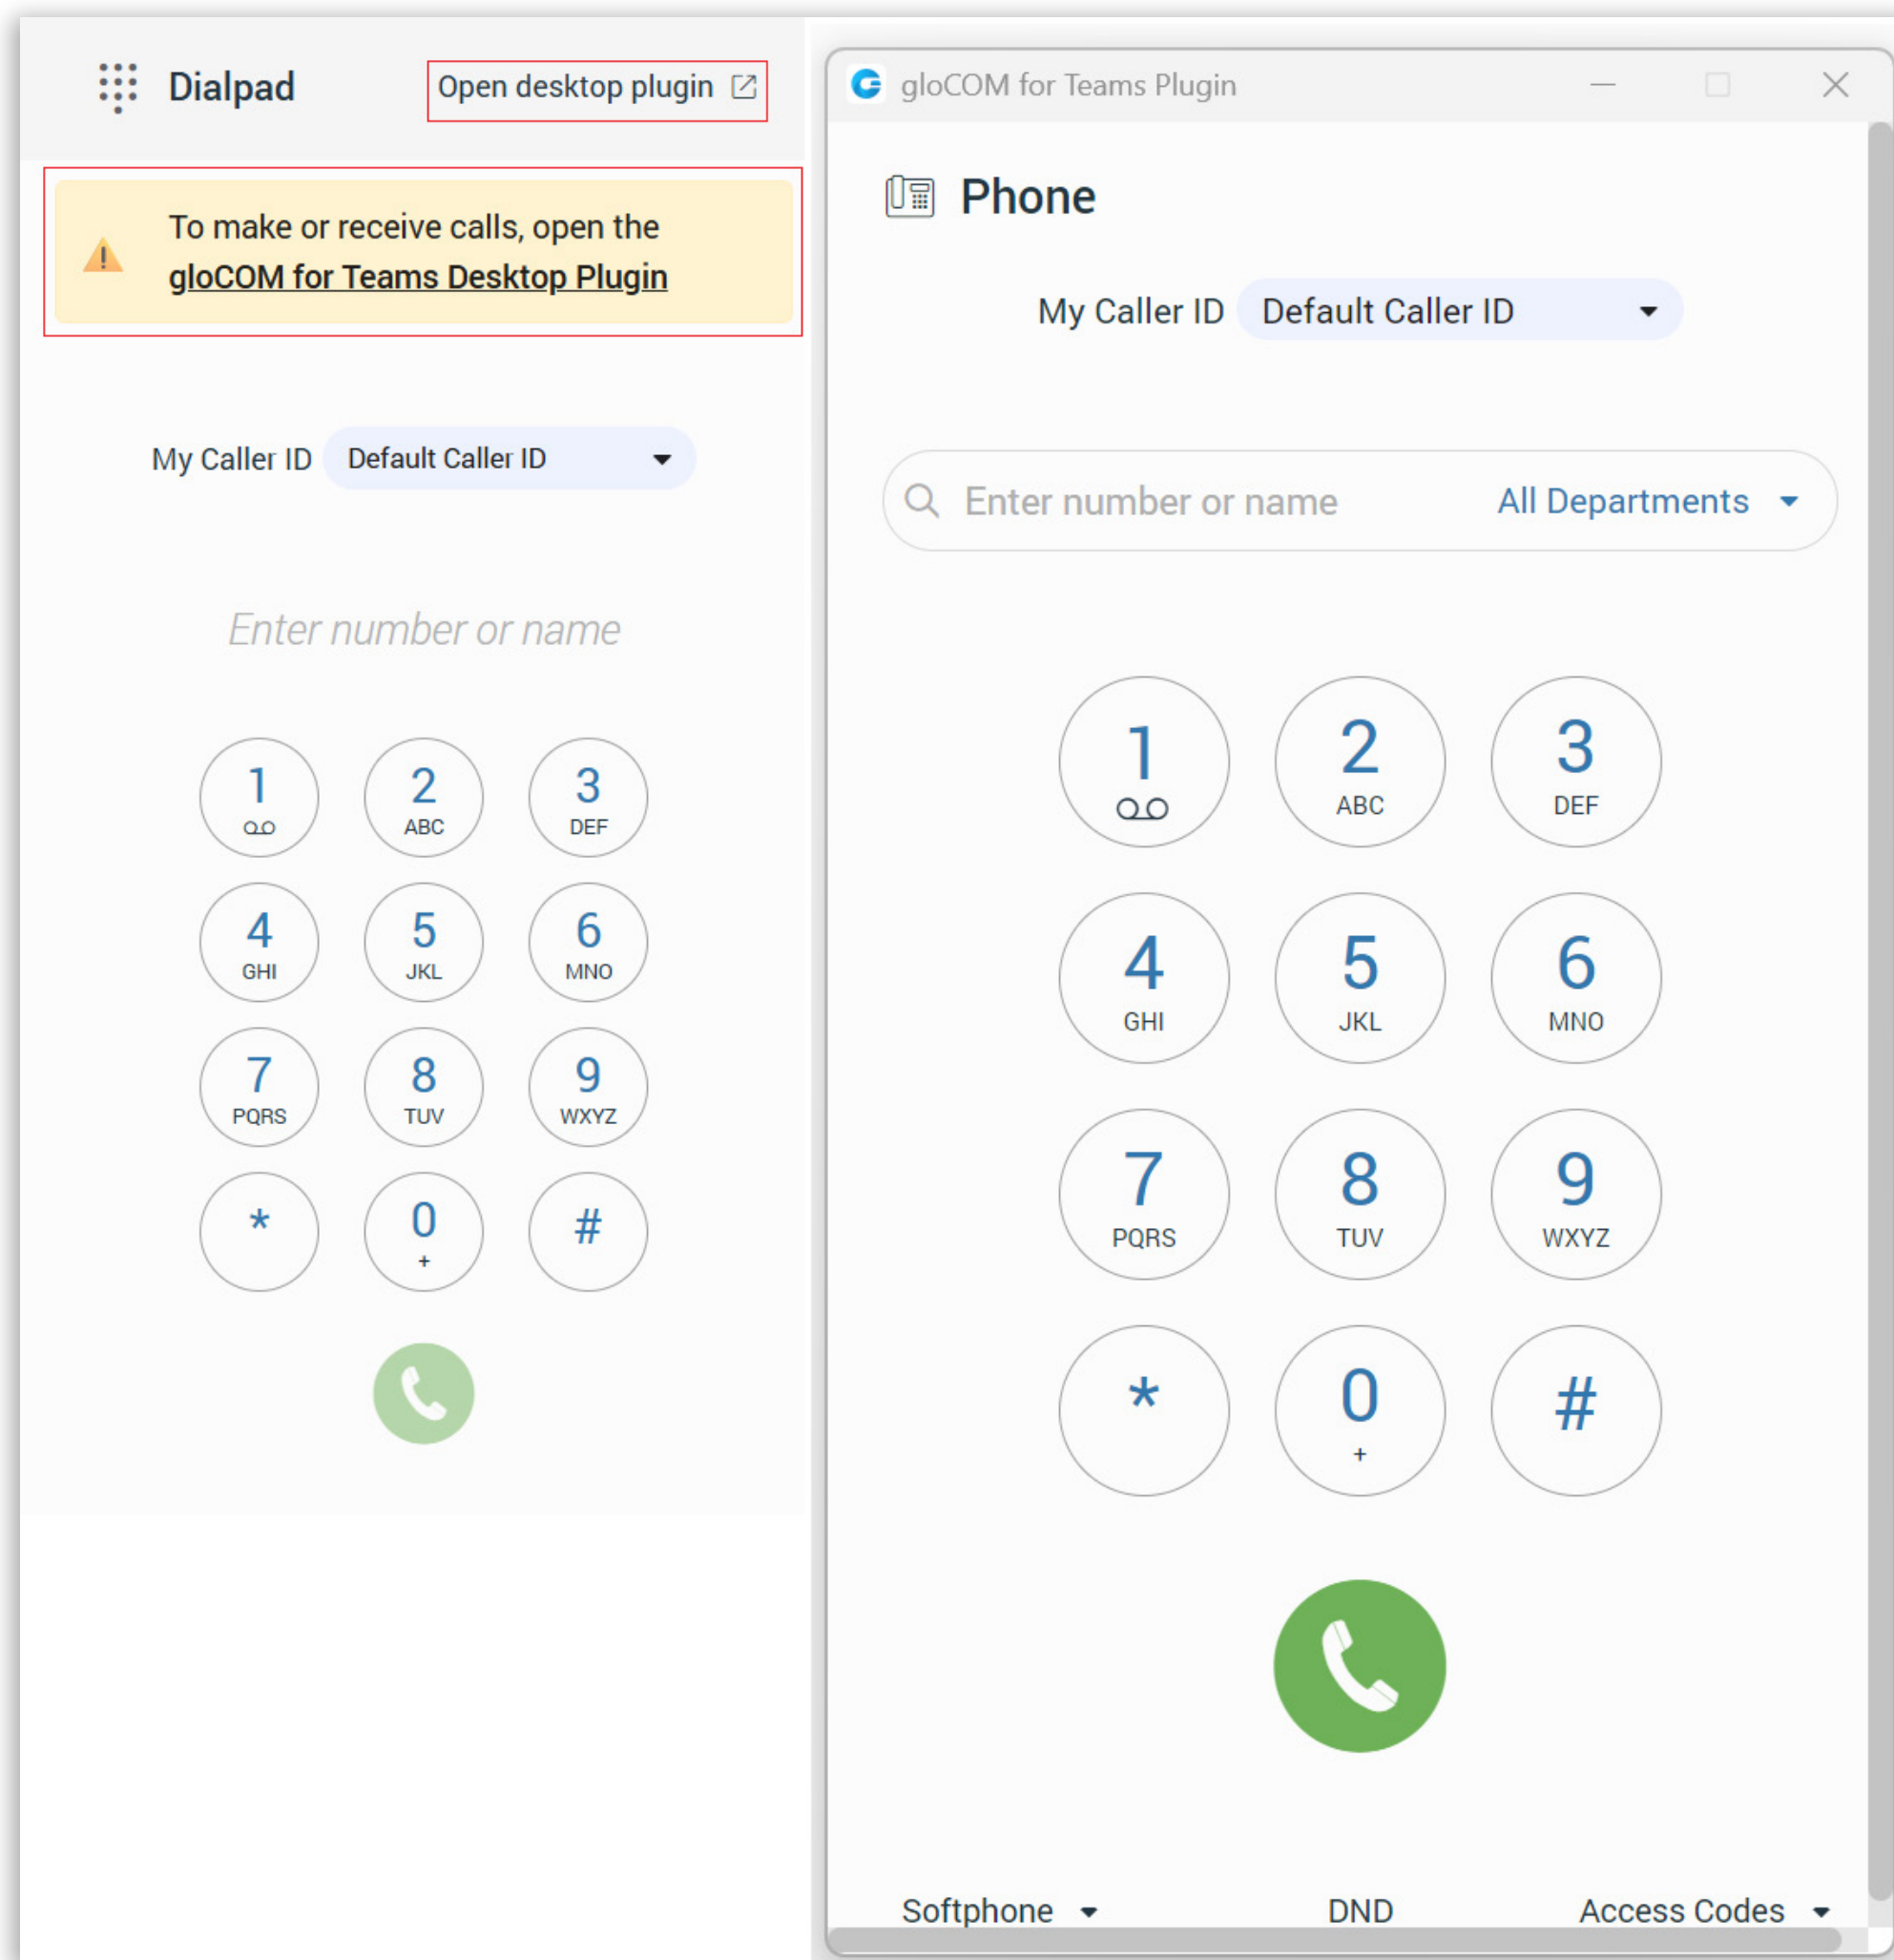 Dialpad
Open desktop plugin
To make or receive calls, open the
gloCOM for Teams Desktop Plugin
My Caller ID Default Caller ID
Enter number or name
1 2 3
ABC DEF
4 5 6
GHI JKL MNO
7 8 9
PQRS TUV WXYZ
* 0 #
+
gloCOM for Teams Plugin
Phone
My Caller ID Default Caller ID
Enter number or name All Departments
1 2 3
ABC DEF
4 5 6
GHI JKL MNO
7 8 9
PQRS TUV WXYZ
* 0 #
+
Softphone DND Access Codes